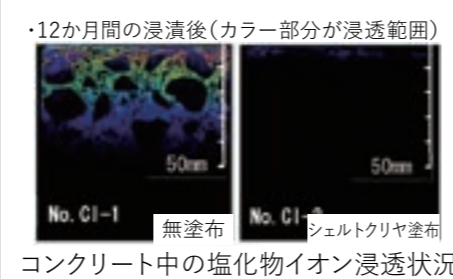 ・12か月間の浸漬後(カラー部分が浸透範囲)
50mm 50mm
No. Cl-1 No. Cl-
無塗布 シェルトクリヤ塗布
コンクリート中の塩化物イオン浸透状況